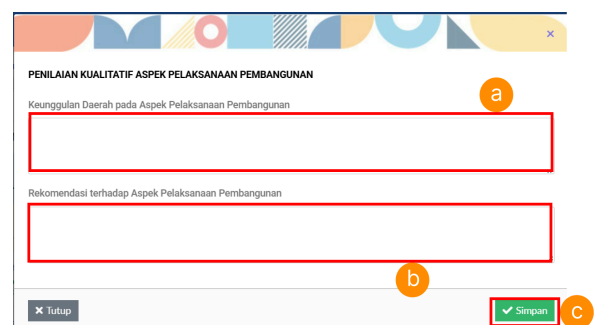 ×
PENILAIAN KUALITATIF ASPEK PELAKSANAAN PEMBANGUNAN
a
Keunggulan Daerah pada Aspek Pelaksanaan Pembangunan
Rekomendasi terhadap Aspek Pelaksanaan Pembangunan
b
× Tutup
✔ Simpan
c